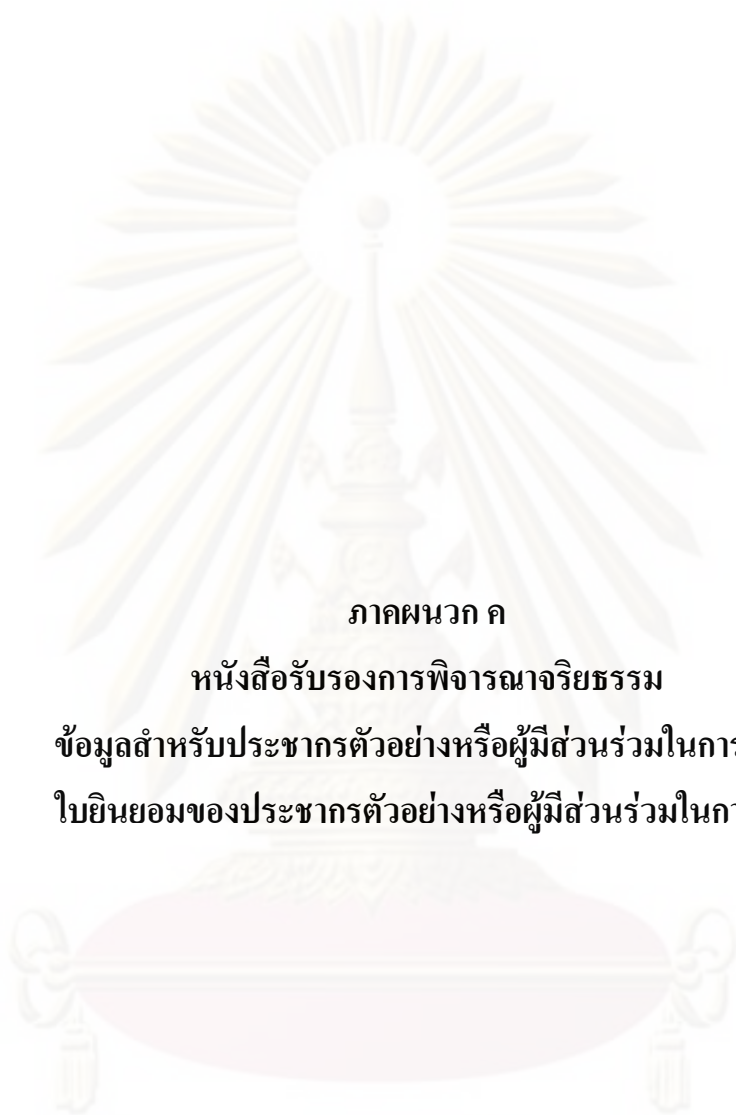 ภาคผนวก ค
หนังสือรับรองการพิจารณาจริยธรรม
ข้อมูลสำหรับประชากรตัวอย่างหรือผู้มีส่วนร่วมในการ
ใบยินยอมของประชากรตัวอย่างหรือผู้มีส่วนร่วมใน